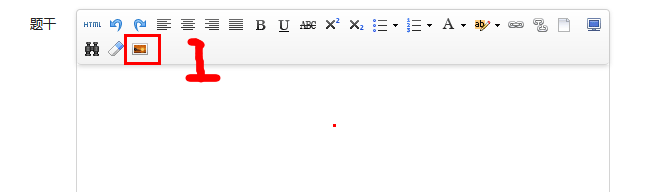 题干 HTML B U ABC X² X₂ A ab
1